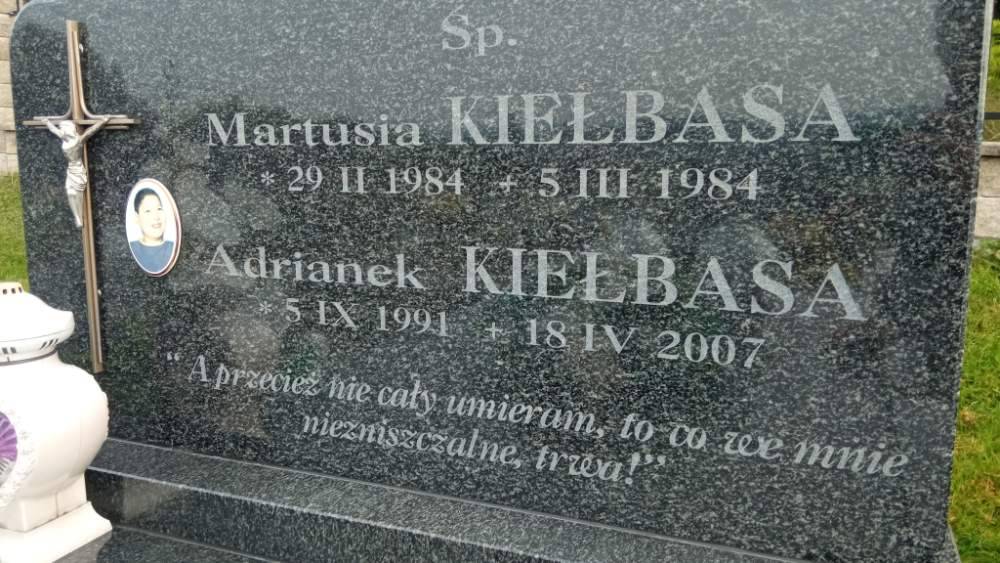 Śp.
Martusia KIEŁBASA
* 29 II 1984 + 5 III 1984
Adrianek KIEŁBASA
* 5 IX 1991 + 18 IV 2007
“A przecież nie cały umieram, to co we mnie
niezniszczalne, trwa!”